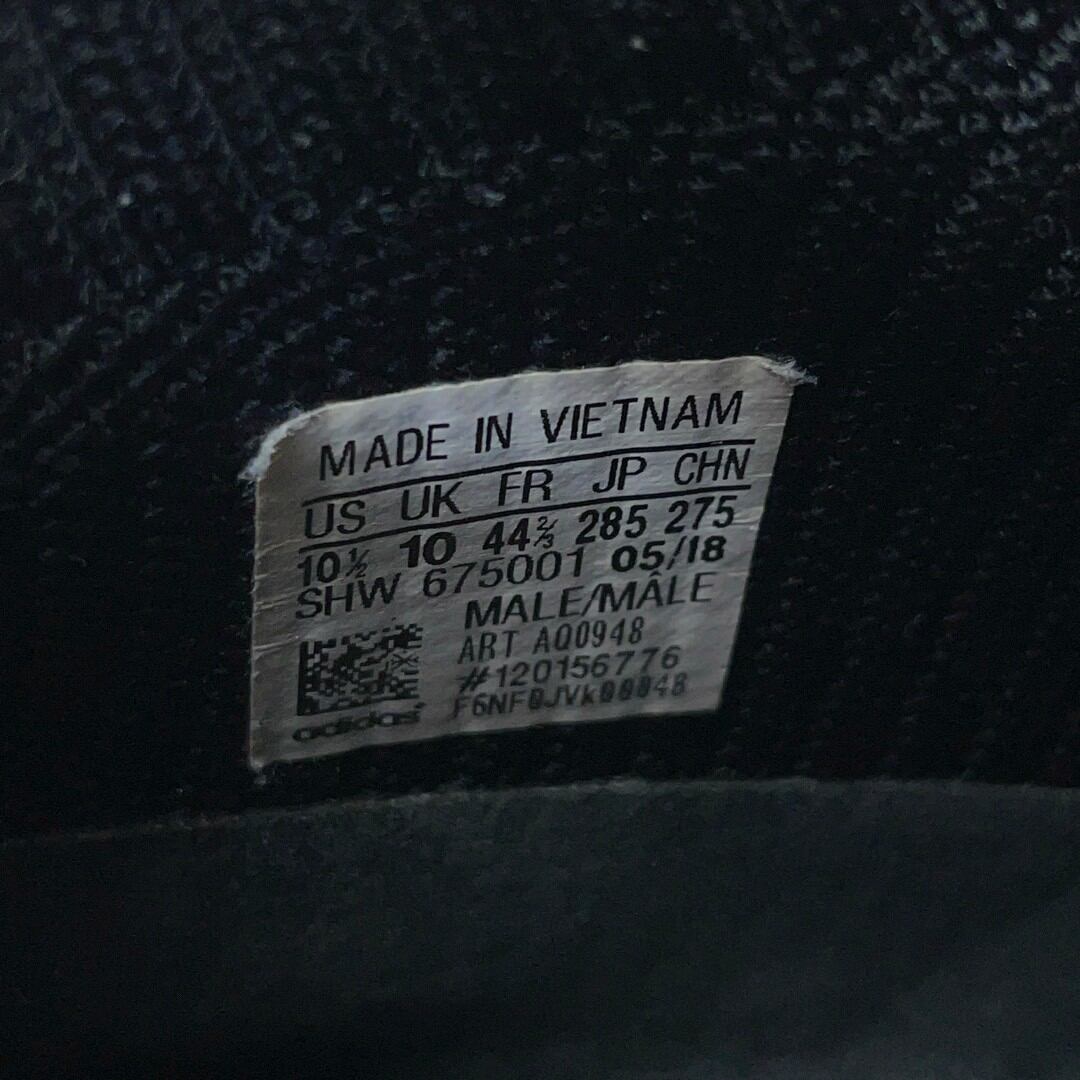 MADE IN VIETNAM
US UK FR JP CHN
10½ 10 44⅔ 285 275
SHW 675001 05/18
MALE/MÂLE
ART AQ0948
#120156776
F6NF0JVk00048
adidas